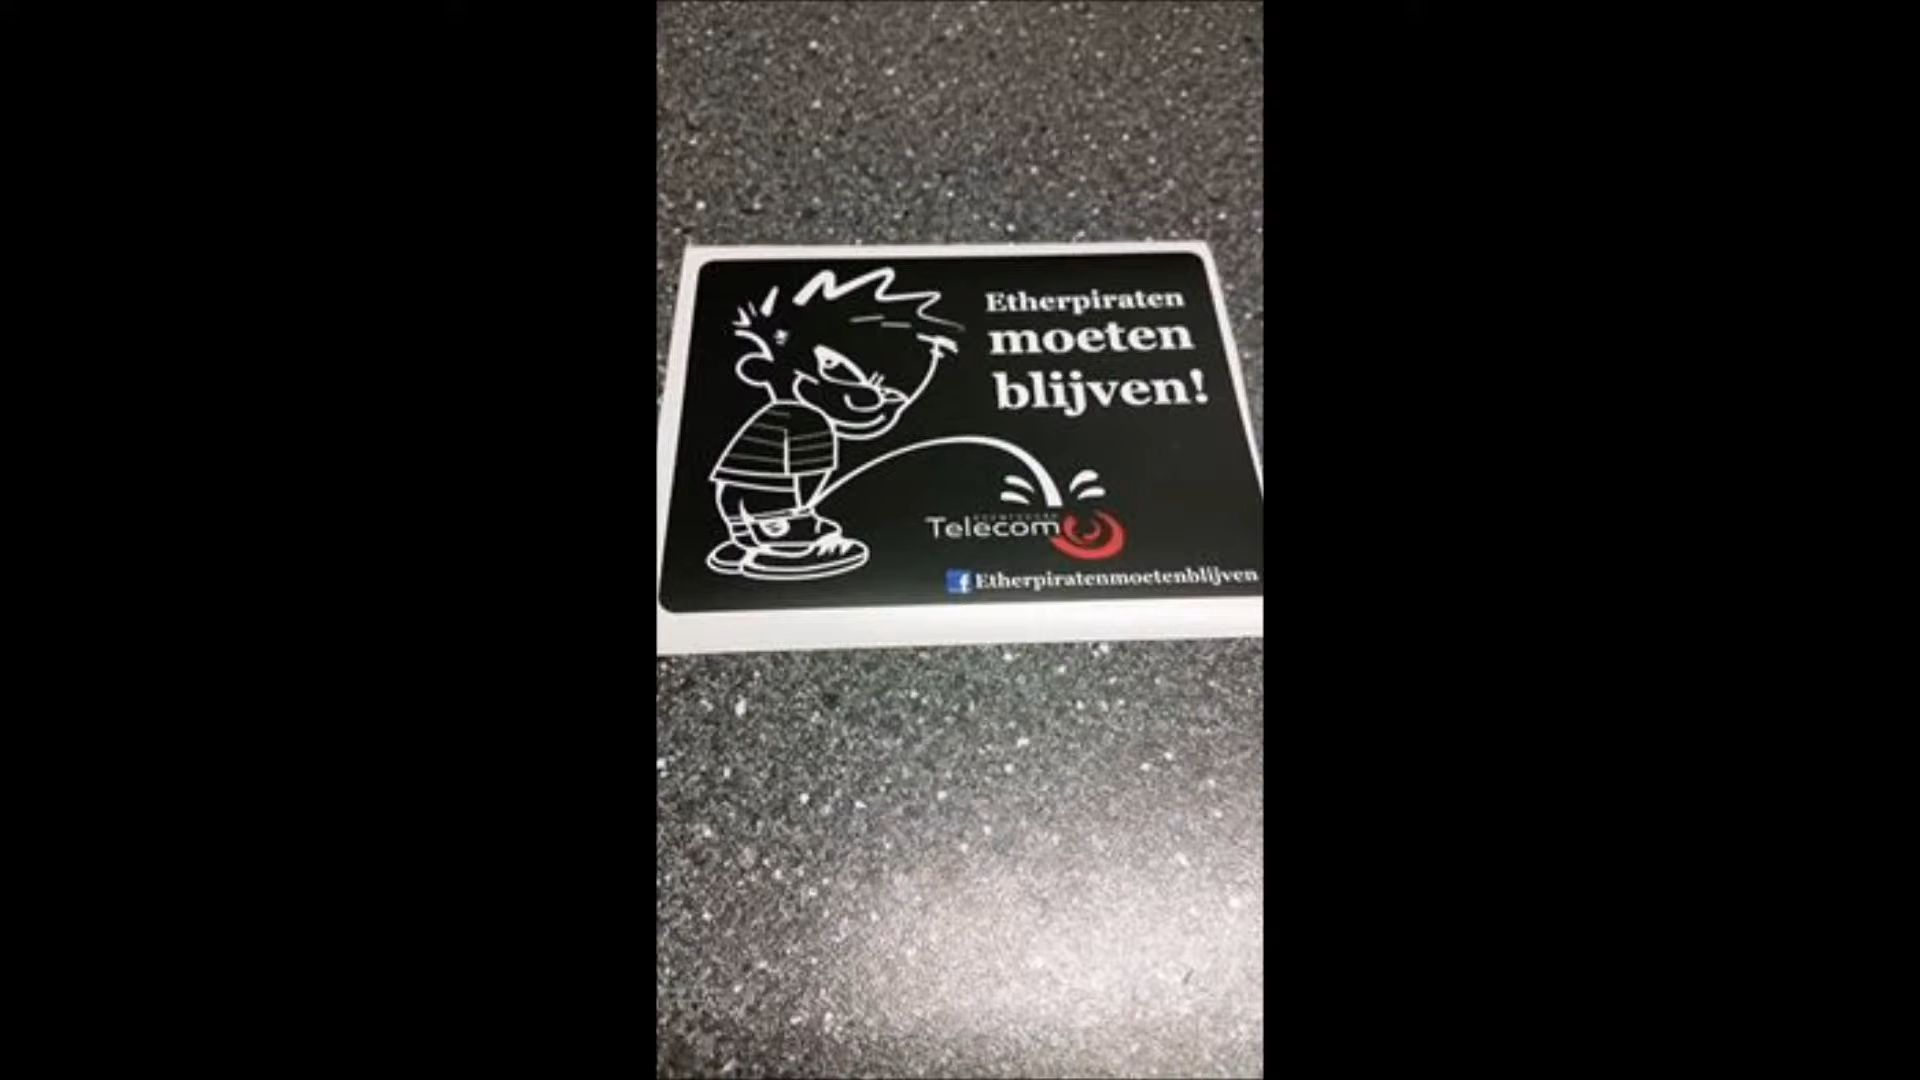 Etherpiraten
moeten
blijven!
Telecom
Etherpiratenmoetenblijven